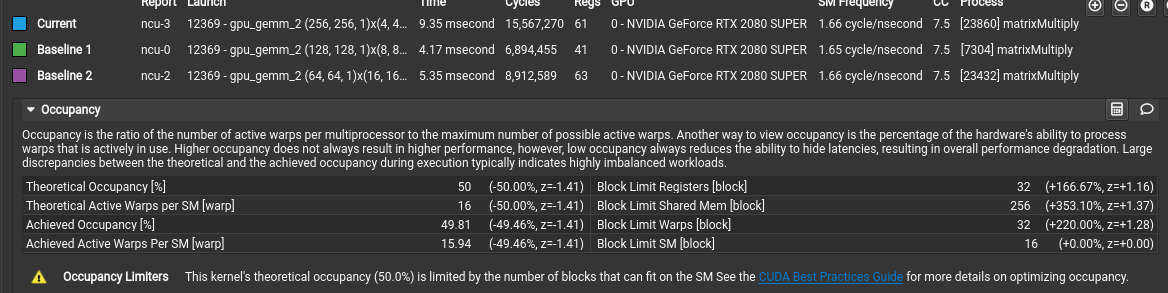 Report Launch Time Cycles Regs GPU SM Frequency CC Process
Current ncu-3 12369 - gpu_gemm_2 (256, 256, 1)x(4, 4... 9.35 msecond 15,567,270 61 0 - NVIDIA GeForce RTX 2080 SUPER 1.66 cycle/nsecond 7.5 [23860] matrixMultiply
Baseline 1 ncu-0 12369 - gpu_gemm_2 (128, 128, 1)x(8, 8... 4.17 msecond 6,894,455 41 0 - NVIDIA GeForce RTX 2080 SUPER 1.65 cycle/nsecond 7.5 [7304] matrixMultiply
Baseline 2 ncu-2 12369 - gpu_gemm_2 (64, 64, 1)x(16, 16... 5.35 msecond 8,912,589 63 0 - NVIDIA GeForce RTX 2080 SUPER 1.66 cycle/nsecond 7.5 [23432] matrixMultiply
Occupancy
Occupancy is the ratio of the number of active warps per multiprocessor to the maximum number of possible active warps. Another way to view occupancy is the percentage of the hardware's ability to process
warps that is actively in use. Higher occupancy does not always result in higher performance, however, low occupancy always reduces the ability to hide latencies, resulting in overall performance degradation. Large
discrepancies between the theoretical and the achieved occupancy during execution typically indicates highly imbalanced workloads.
Theoretical Occupancy [%] 50 (-50.00%, z=-1.41) Block Limit Registers [block] 32 (+166.67%, z=+1.16)
Theoretical Active Warps per SM [warp] 16 (-50.00%, z=-1.41) Block Limit Shared Mem [block] 256 (+353.10%, z=+1.37)
Achieved Occupancy [%] 49.81 (-49.46%, z=-1.41) Block Limit Warps [block] 32 (+220.00%, z=+1.28)
Achieved Active Warps Per SM [warp] 15.94 (-49.46%, z=-1.41) Block Limit SM [block] 16 (+0.00%, z=+0.00)
Occupancy Limiters This kernel's theoretical occupancy (50.0%) is limited by the number of blocks that can fit on the SM See the CUDA Best Practices Guide for more details on optimizing occupancy.